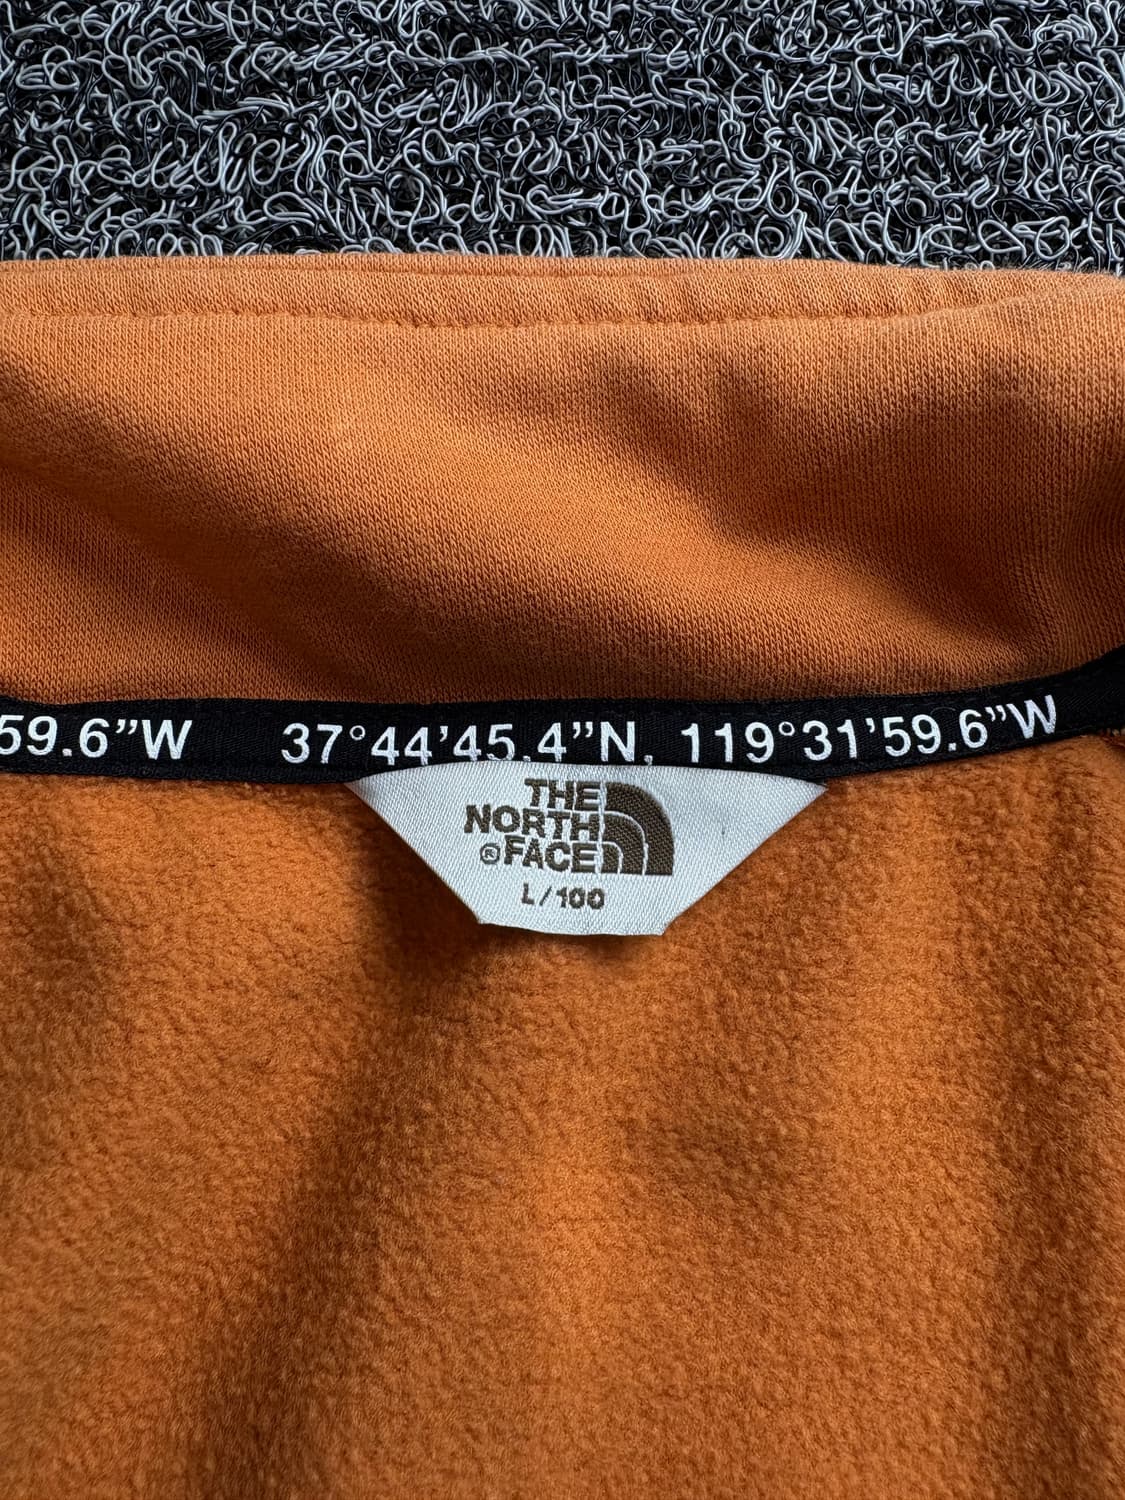 59.6”W 37°44’45.4”N, 119°31’59.6”W
THE
NORTH
®FACE
L/100